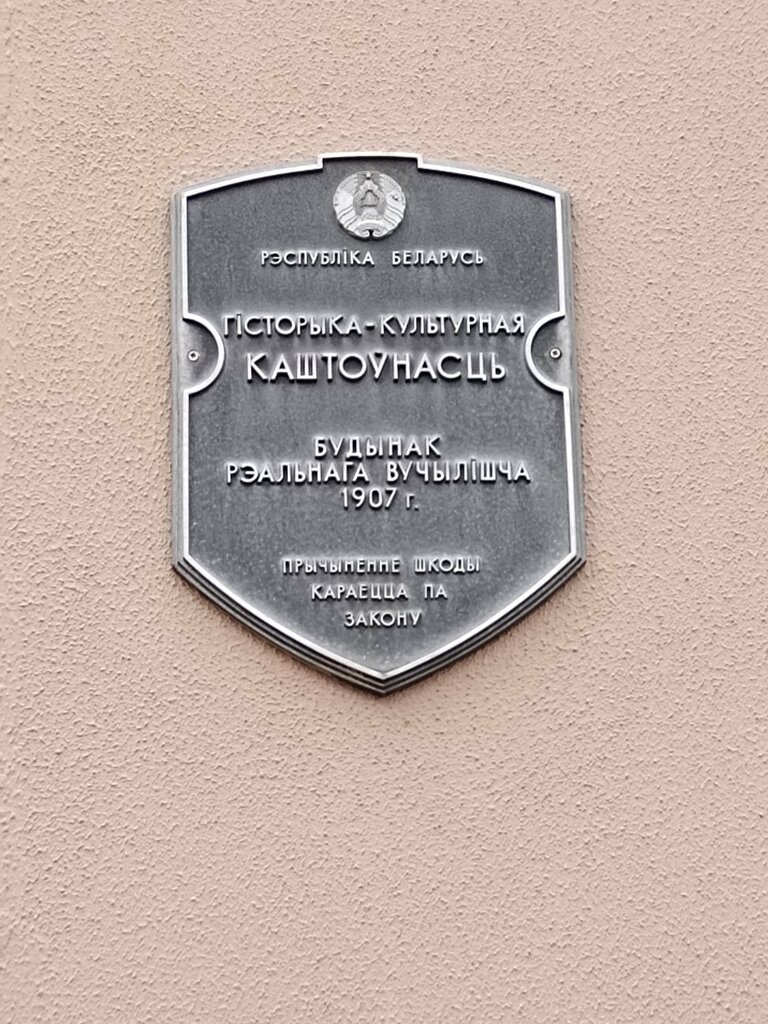 РЭСПУБЛІКА БЕЛАРУСЬ
ГІСТОРЫКА-КУЛЬТУРНАЯ
КАШТОЎНАСЦЬ
БУДЫНАК
РЭАЛЬНАГА ВУЧЫЛІШЧА
1907 г.
ПРЫЧЫНЕННЕ ШКОДЫ
КАРАЕЦЦА ПА
ЗАКОНУ